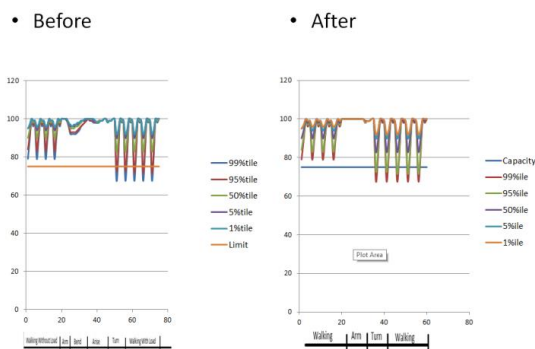 • Before
• After
120
100
80
60
40
20
0
0 20 40 60 80
99%tile
95%tile
50%tile
5%tile
1%tile
Limit
Walking Without Load Arm Bend Arise Turn Walking With Load
120
100
80
60
40
20
0
0 20 40 60 80
Capacity
99%ile
95%ile
50%ile
5%ile
1%ile
Plot Area
Walking Arm Turn Walking